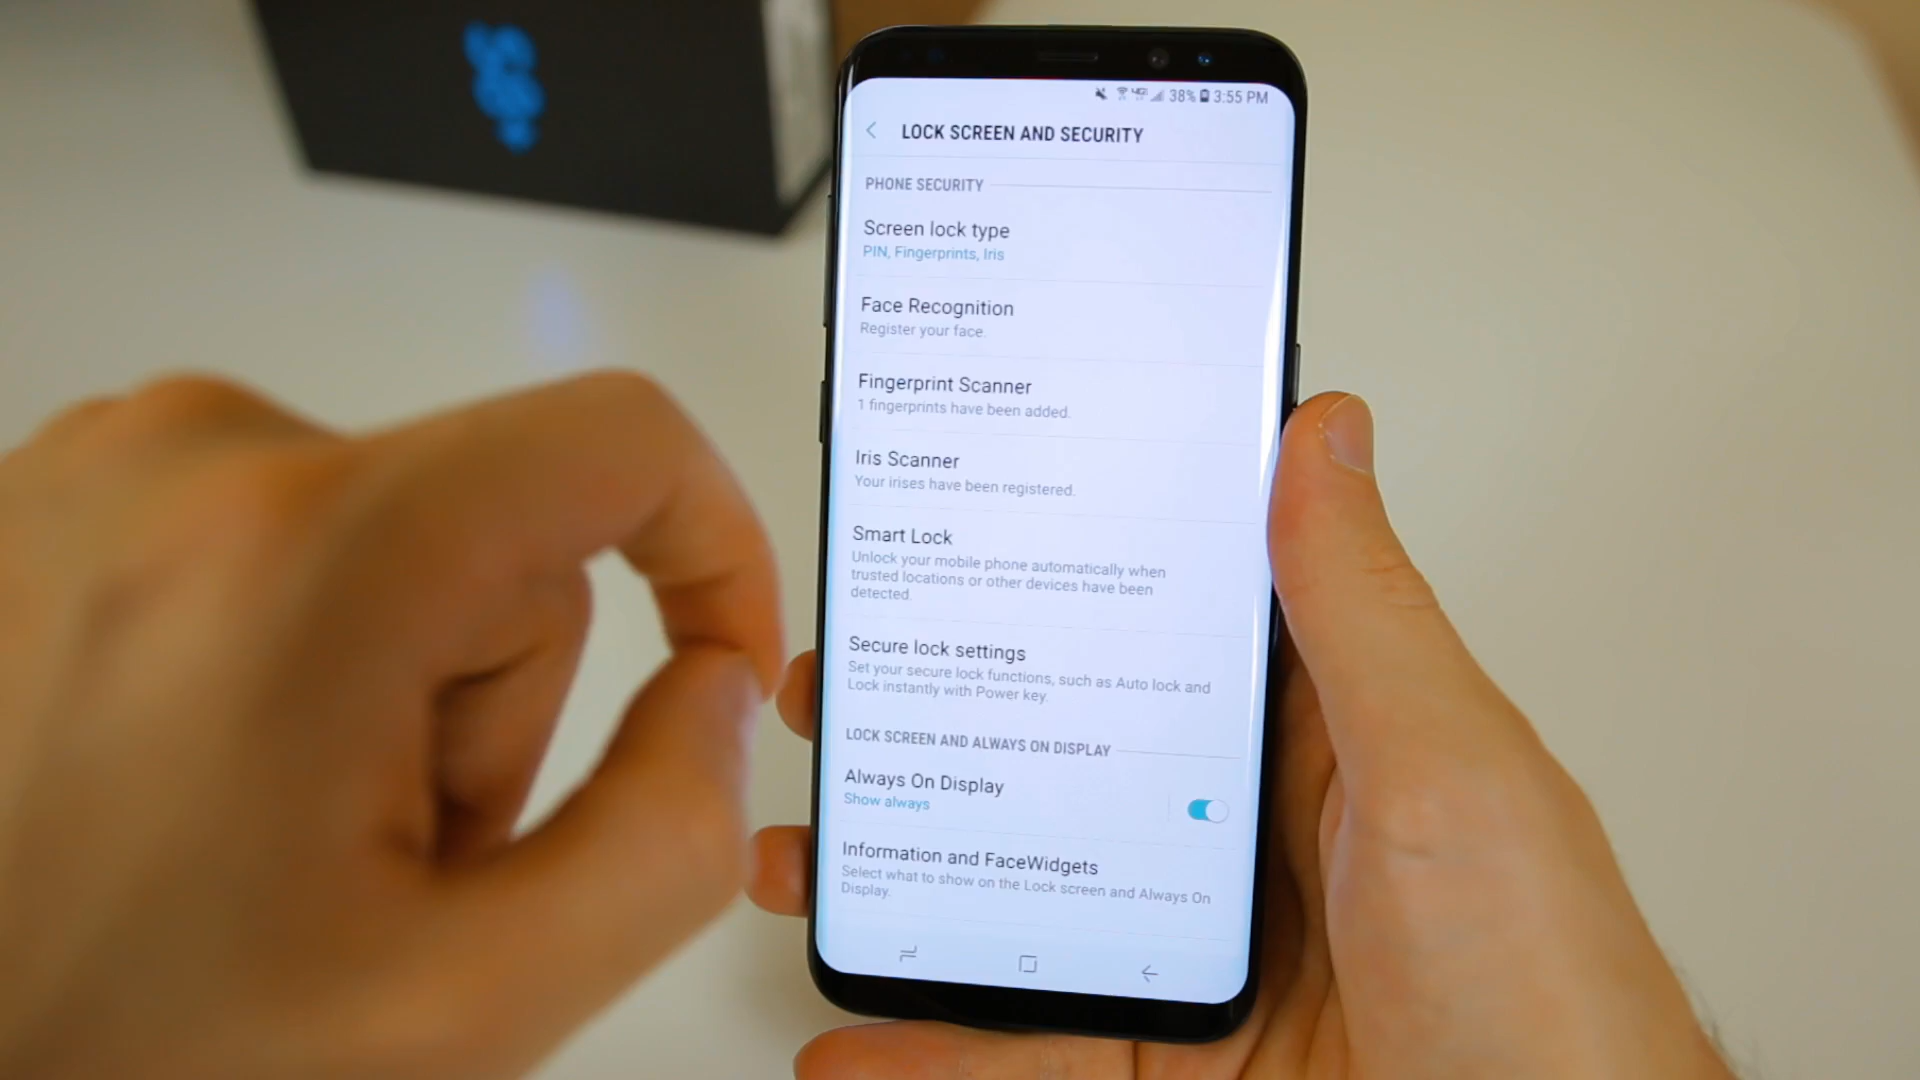 38% 3:55 PM
LOCK SCREEN AND SECURITY
PHONE SECURITY
Screen lock type
PIN, Fingerprints, Iris
Face Recognition
Register your face.
Fingerprint Scanner
1 fingerprints have been added.
Iris Scanner
Your irises have been registered.
Smart Lock
Unlock your mobile phone automatically when
trusted locations or other devices have been
detected.
Secure lock settings
Set your secure lock functions, such as Auto lock and
Lock instantly with Power key.
LOCK SCREEN AND ALWAYS ON DISPLAY
Always On Display
Show always
Information and FaceWidgets
Select what to show on the Lock screen and Always On
Display.